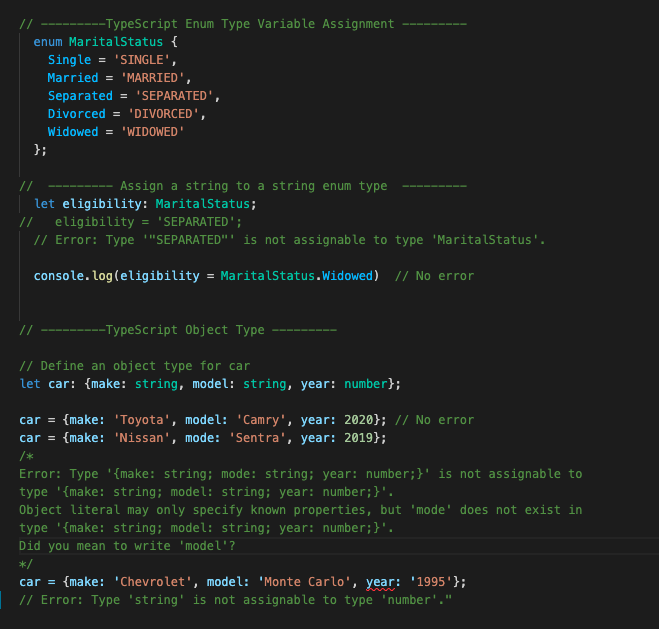 // ---------TypeScript Enum Type Variable Assignment ---------
enum MaritalStatus {
Single = 'SINGLE',
Married = 'MARRIED',
Separated = 'SEPARATED',
Divorced = 'DIVORCED',
Widowed = 'WIDOWED'
};
// --------- Assign a string to a string enum type ---------
let eligibility: MaritalStatus;
// eligibility = 'SEPARATED';
// Error: Type '"SEPARATED"' is not assignable to type 'MaritalStatus'.
console.log(eligibility = MaritalStatus.Widowed) // No error
// ---------TypeScript Object Type ---------
// Define an object type for car
let car: {make: string, model: string, year: number};
car = {make: 'Toyota', model: 'Camry', year: 2020}; // No error
car = {make: 'Nissan', mode: 'Sentra', year: 2019};
/*
Error: Type '{make: string; mode: string; year: number;}' is not assignable to
type '{make: string; model: string; year: number;}'.
Object literal may only specify known properties, but 'mode' does not exist in
type '{make: string; model: string; year: number;}'.
Did you mean to write 'model'?
*/
car = {make: 'Chevrolet', model: 'Monte Carlo', year: '1995'};
// Error: Type 'string' is not assignable to type 'number'."